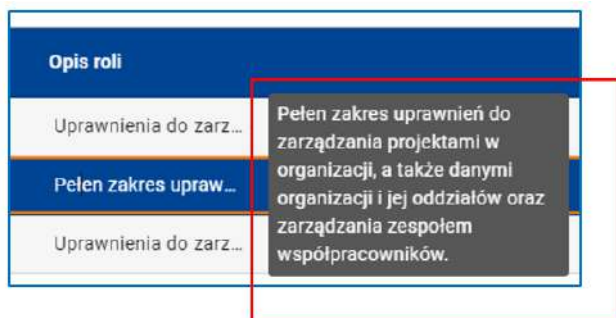 Opis roli
Uprawnienia do zarz...
Pełen zakres upraw...
Uprawnienia do zarz...
Pełen zakres uprawnień do
zarządzania projektami w
organizacji, a także danymi
organizacji i jej oddziałów oraz
zarządzania zespołem
współpracowników.